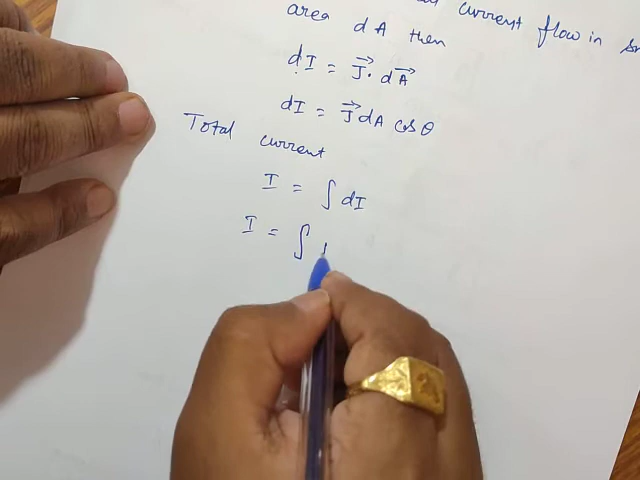 current flow in
area dA then
dI = J⃗ · dA⃗
dI = J⃗ dA cos θ
Total current
I = ∫ dI
I = ∫